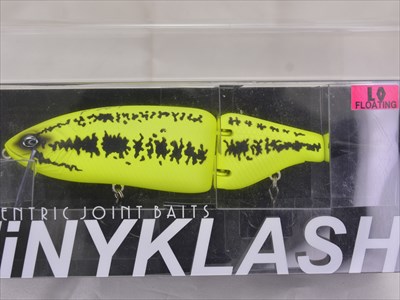 LO
FLOATING
ENTRIC JOINT BAITS
iNYKLASH